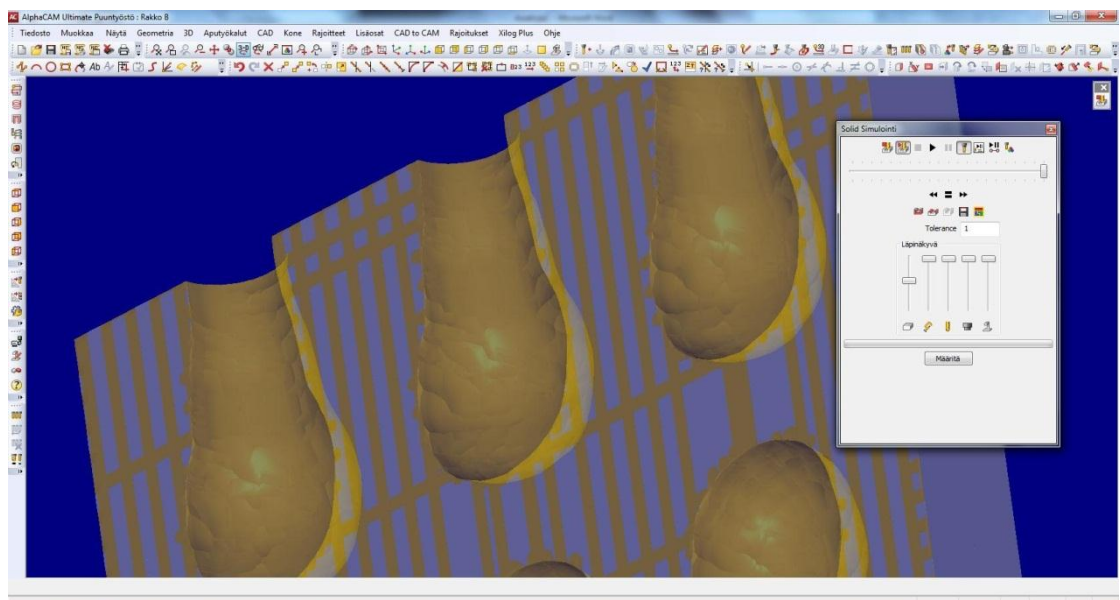 AlphaCAM Ultimate Puuntyöstö : Rakko B
Tiedosto Muokkaa Näytä Geometria 3D Aputyökalut CAD Kone Rajoitteet Lisäosat CAD to CAM Rajoitukset Xilog Plus Ohje
Solid Simulointi
Tolerance 1
Läpinäkyvä
Määritä